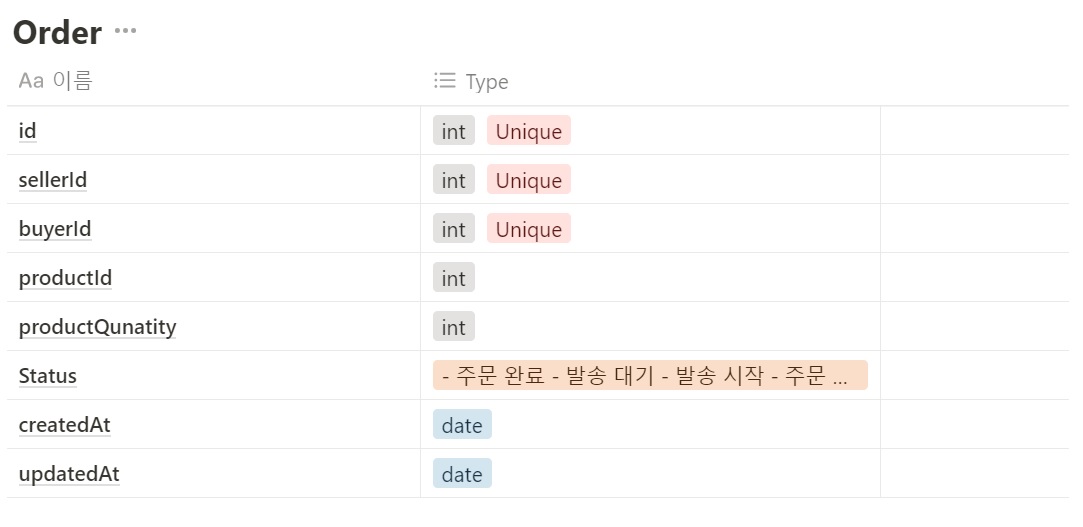 Order ...
Aa 이름 Type
id int Unique
sellerId int Unique
buyerId int Unique
productId int
productQunatity int
Status - 주문 완료 - 발송 대기 - 발송 시작 - 주문 ...
createdAt date
updatedAt date